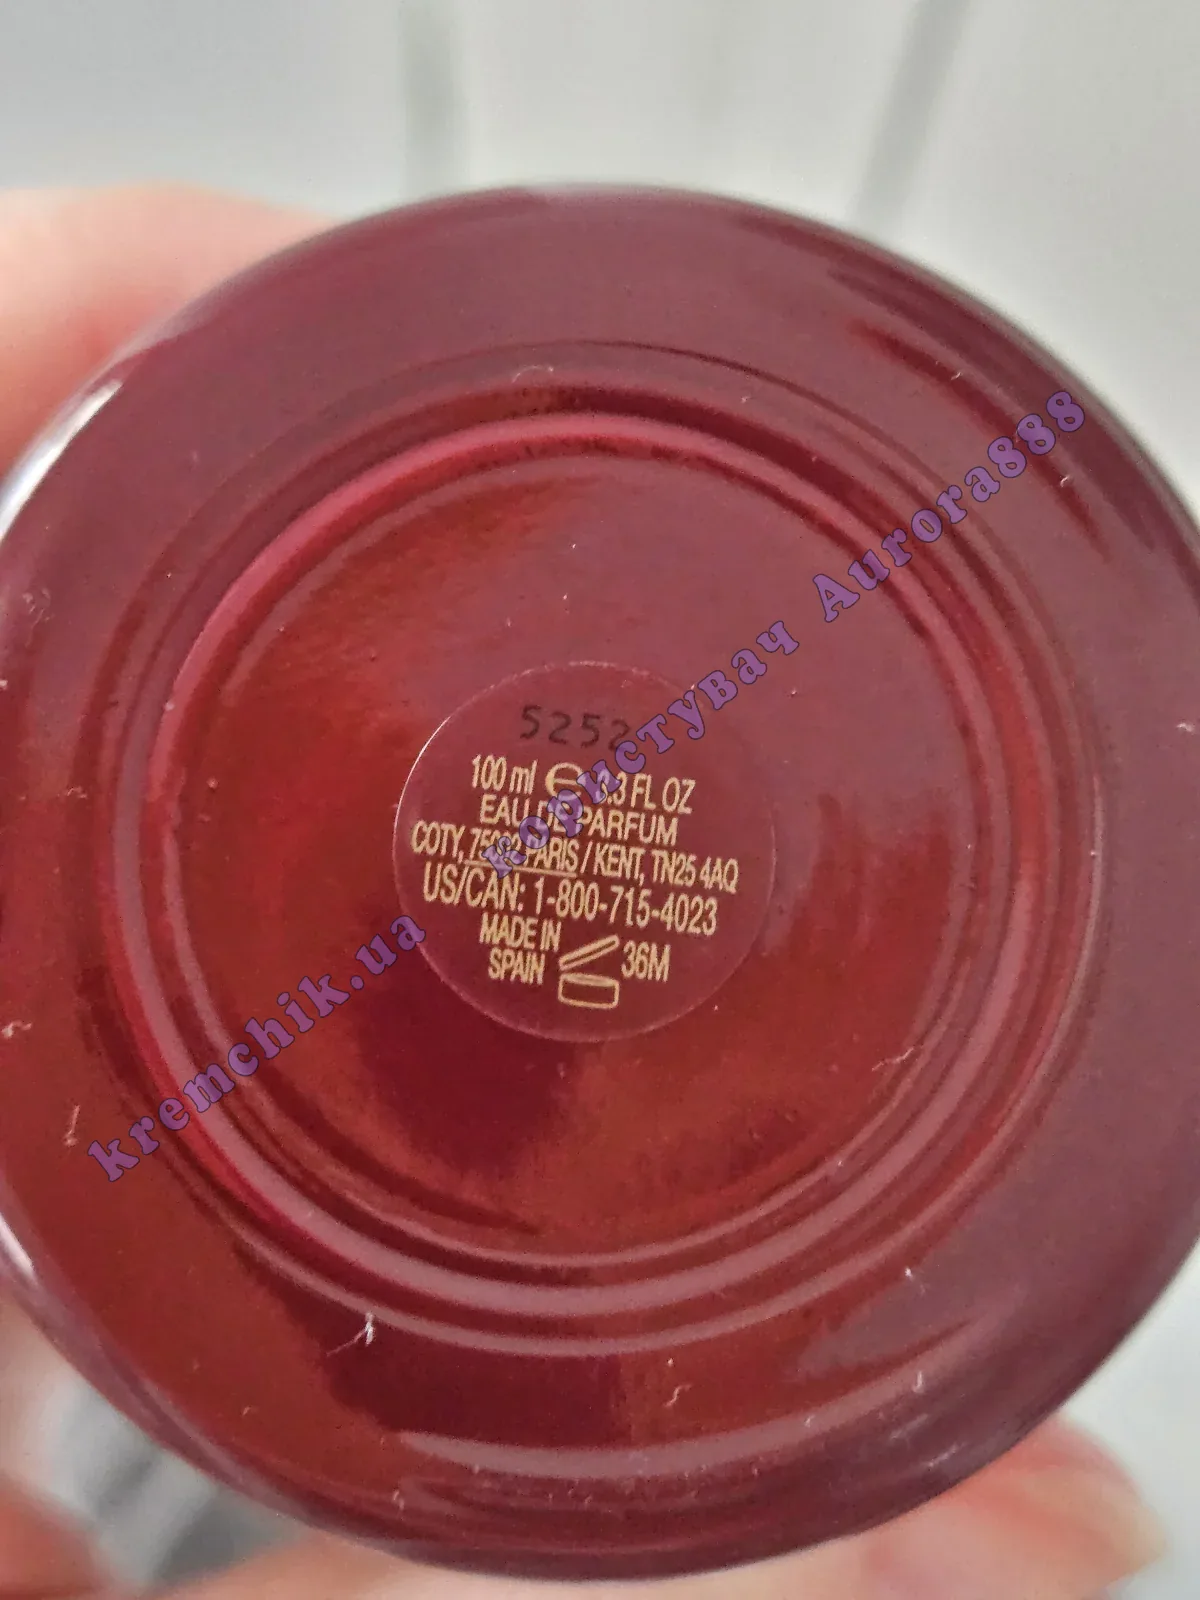 5252
100 ml ℮ 3.3 FL OZ
EAU DE PARFUM
COTY, 75002 PARIS / KENT, TN25 4AQ
US/CAN: 1-800-715-4023
MADE IN
SPAIN
36M
kremchik.ua користувач Aurora888